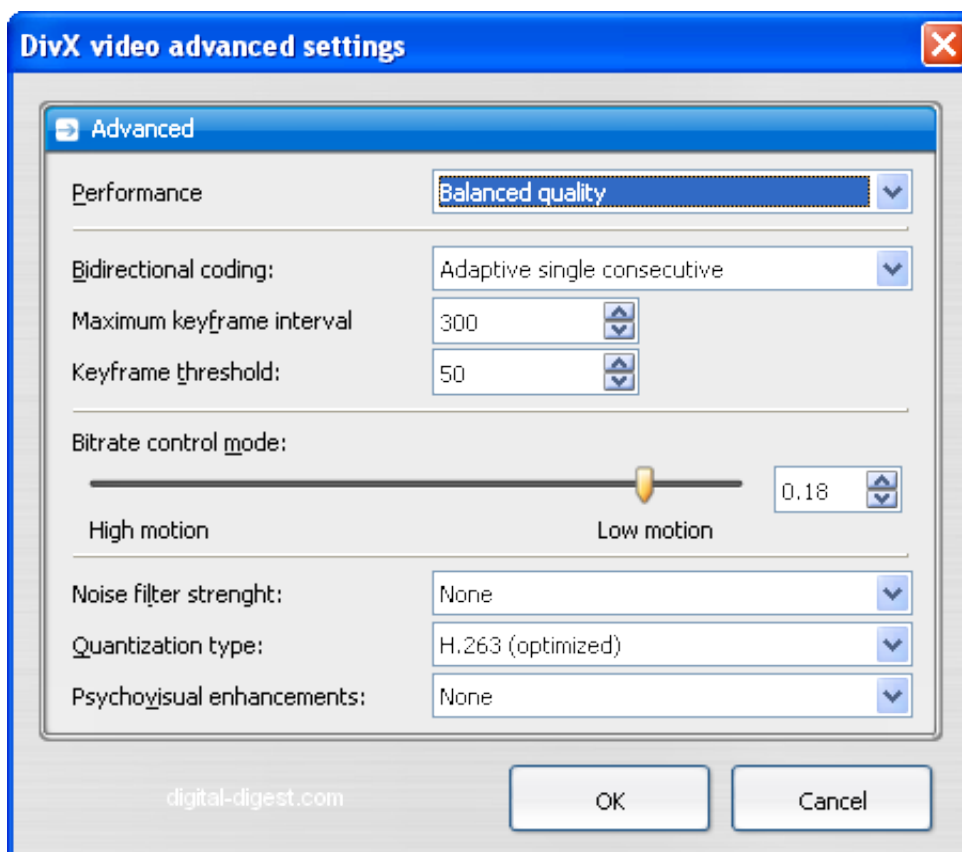 DivX video advanced settings
Advanced
Performance
Balanced quality
Bidirectional coding:
Adaptive single consecutive
Maximum keyframe interval
300
Keyframe threshold:
50
Bitrate control mode:
0.18
High motion
Low motion
Noise filter strenght:
None
Quantization type:
H.263 (optimized)
Psychovisual enhancements:
None
digital-digest.com
OK
Cancel